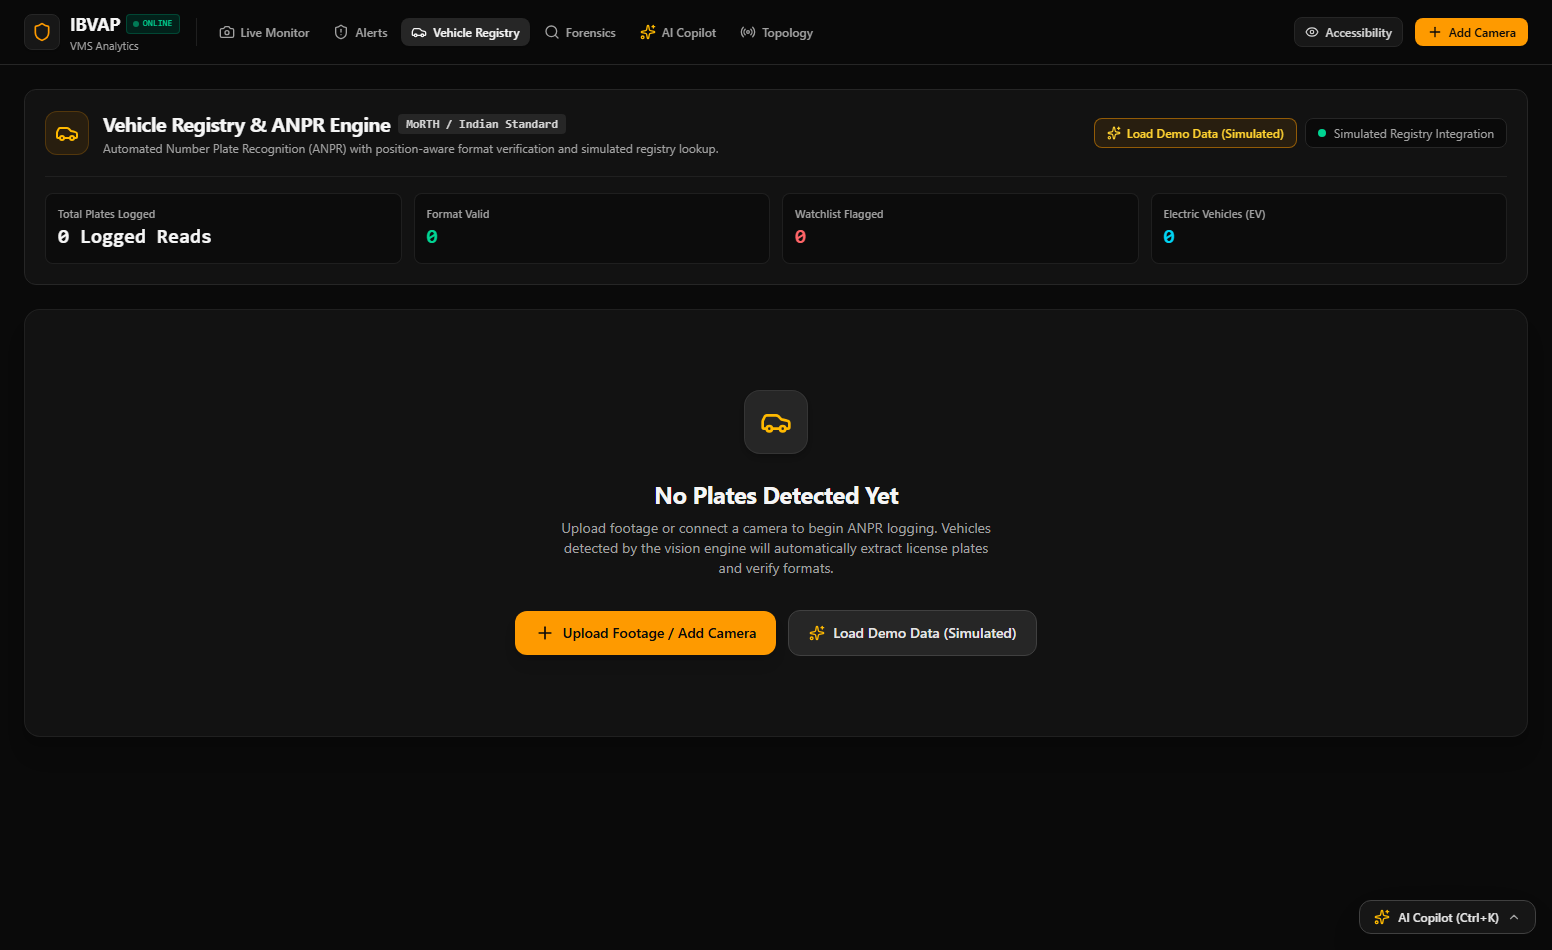 IBVAP ONLINE
VMS Analytics
Live Monitor
Alerts
Vehicle Registry
Forensics
AI Copilot
Topology
Accessibility
Add Camera
Vehicle Registry & ANPR Engine MoRTH / Indian Standard
Automated Number Plate Recognition (ANPR) with position-aware format verification and simulated registry lookup.
Load Demo Data (Simulated)
Simulated Registry Integration
Total Plates Logged
0 Logged Reads
Format Valid
0
Watchlist Flagged
0
Electric Vehicles (EV)
0
No Plates Detected Yet
Upload footage or connect a camera to begin ANPR logging. Vehicles
detected by the vision engine will automatically extract license plates
and verify formats.
Upload Footage / Add Camera
Load Demo Data (Simulated)
AI Copilot (Ctrl+K)